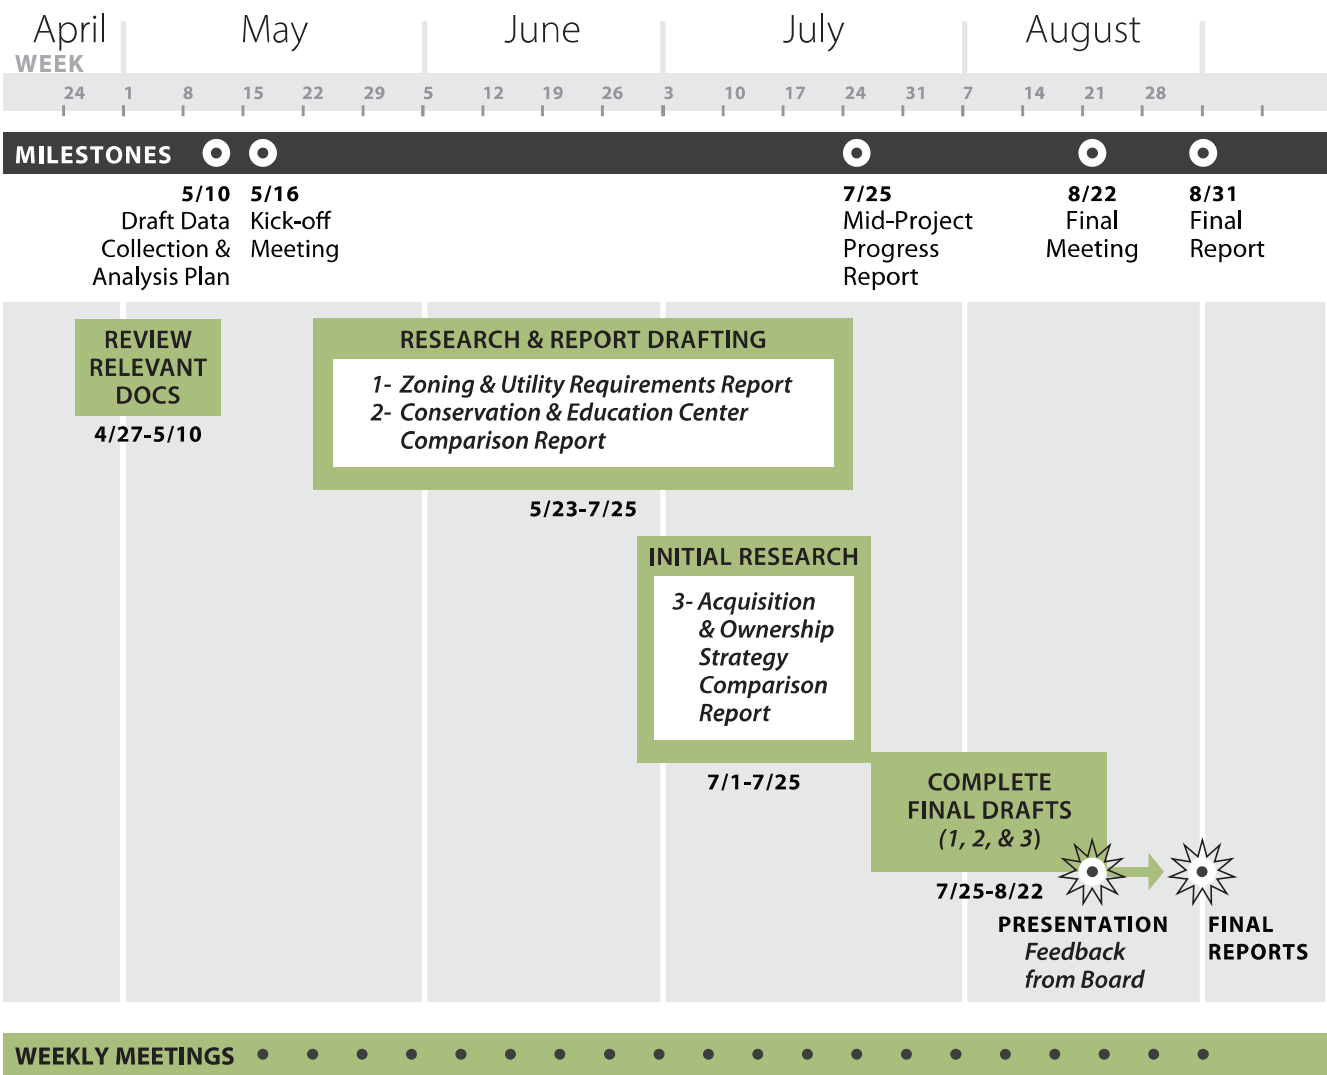 April May June July August
WEEK
24 1 8 15 22 29 5 12 19 26 3 10 17 24 31 7 14 21 28
MILESTONES
5/10
Draft Data
Collection &
Analysis Plan
5/16
Kick-off
Meeting
7/25
Mid-Project
Progress
Report
8/22
Final
Meeting
8/31
Final
Report
REVIEW
RELEVANT
DOCS
4/27-5/10
RESEARCH & REPORT DRAFTING
1- Zoning & Utility Requirements Report
2- Conservation & Education Center
Comparison Report
5/23-7/25
INITIAL RESEARCH
3- Acquisition
& Ownership
Strategy
Comparison
Report
7/1-7/25
COMPLETE
FINAL DRAFTS
(1, 2, & 3)
7/25-8/22
PRESENTATION
Feedback
from Board
FINAL
REPORTS
WEEKLY MEETINGS